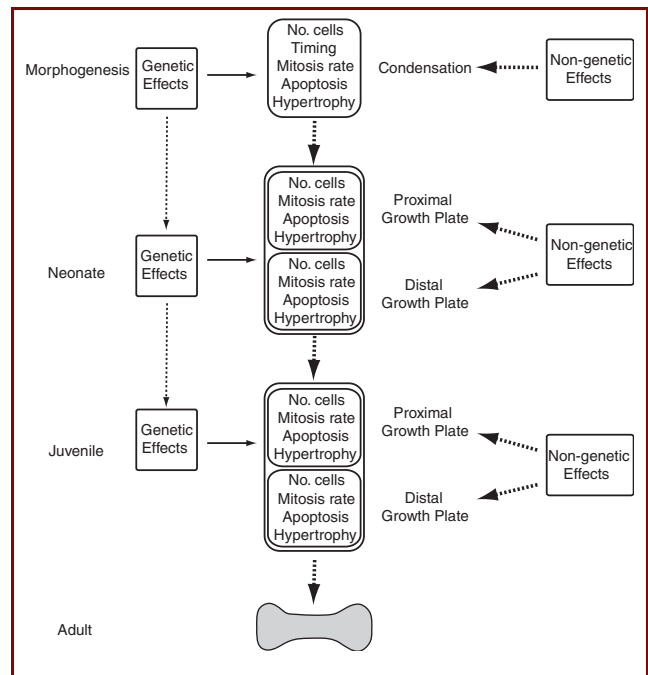 Morphogenesis
Genetic
Effects
No. cells
Timing
Mitosis rate
Apoptosis
Hypertrophy
Condensation
Non-genetic
Effects
Neonate
Genetic
Effects
No. cells
Mitosis rate
Apoptosis
Hypertrophy
No. cells
Mitosis rate
Apoptosis
Hypertrophy
Proximal
Growth Plate
Distal
Growth Plate
Non-genetic
Effects
Juvenile
Genetic
Effects
No. cells
Mitosis rate
Apoptosis
Hypertrophy
No. cells
Mitosis rate
Apoptosis
Hypertrophy
Proximal
Growth Plate
Distal
Growth Plate
Non-genetic
Effects
Adult